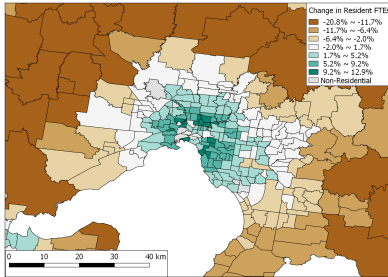 Change in Resident FTEs
-20.8% ~ -11.7%
-11.7% ~ -6.4%
-6.4% ~ -2.0%
-2.0% ~ 1.7%
1.7% ~ 5.2%
5.2% ~ 9.2%
9.2% ~ 12.9%
Non-Residential
0 10 20 30 40 km